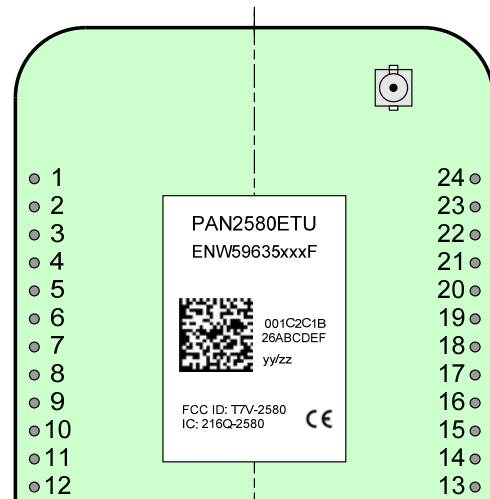 1 24
2 23
3 22
4 21
5 20
6 19
7 18
8 17
9 16
10 15
11 14
12 13
PAN2580ETU
ENW59635xxxF
001C2C1B
26ABCDEF
yy/zz
FCC ID: T7V-2580
IC: 216Q-2580
CE